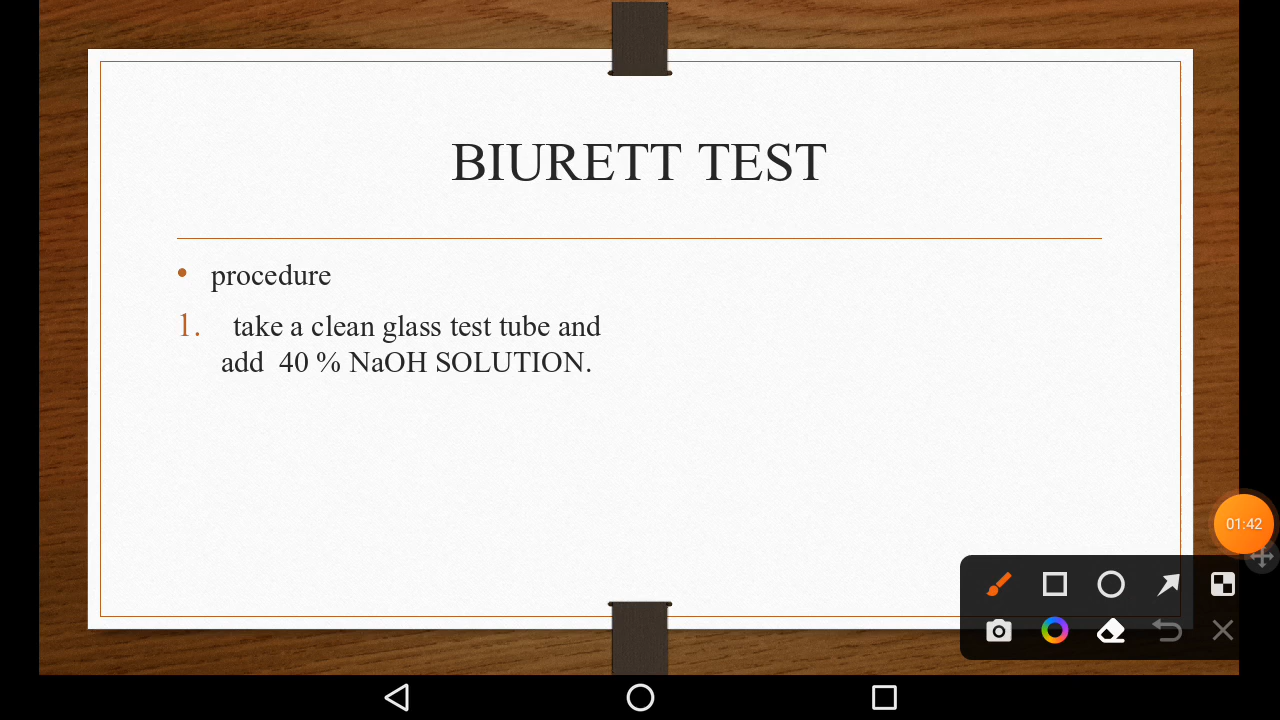 BIURETT TEST
• procedure
1. take a clean glass test tube and
add 40 % NaOH SOLUTION.
01:42